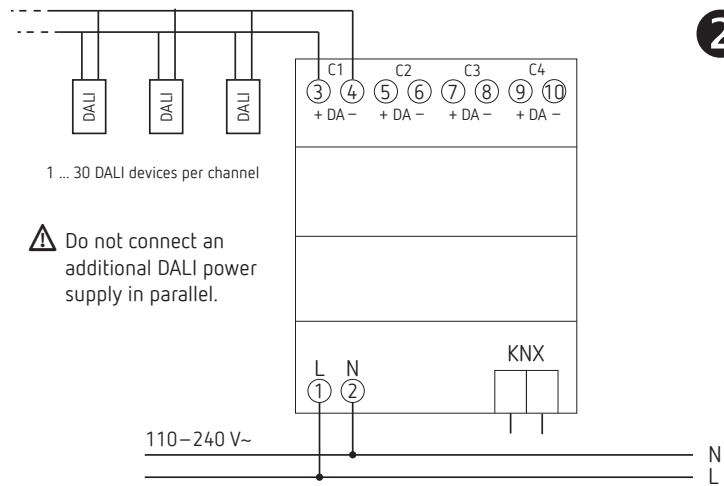 2
C1 C2 C3 C4
3 4 5 6 7 8 9 10
+ DA – + DA – + DA – + DA –
DALI DALI DALI
1 ... 30 DALI devices per channel
Do not connect an
additional DALI power
supply in parallel.
KNX
L N
1 2
110–240 V~
N
L